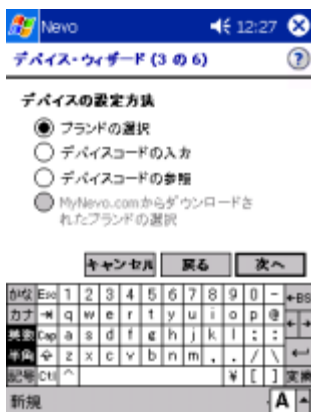 Nevo 12:27
デバイス・ウィザード (3 の 6)
デバイスの設定方法
ブランドの選択
デバイスコードの入力
デバイスコードの参照
MyNevo.comからダウンロードさ
れたブランドの選択
キャンセル 戻る 次へ
かな Esc 1 2 3 4 5 6 7 8 9 0 - ←BS
カナ q w e r t y u i o p @
英数 Cap a s d f g h j k l ; :
半角 z x c v b n m , . / \
記号 Ctl ^ ¥ [ ] 変換
新規 A